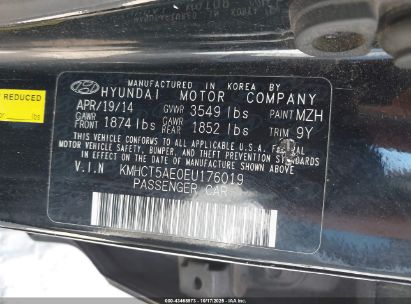 MANUFACTURED IN KOREA BY
HYUNDAI MOTOR COMPANY
APR/19/14 GVWR 3549 lbs PAINT MZH
GAWR FRONT 1874 lbs GAWR REAR 1852 lbs TRIM 9Y
THIS VEHICLE CONFORMS TO ALL APPLICABLE U.S.A. FEDERAL
MOTOR VEHICLE SAFETY, BUMPER, AND THEFT PREVENTION STANDARDS
IN EFFECT ON THE DATE OF MANUFACTURE SHOWN ABOVE
V.I.N KMHCT5AE0EU176019
PASSENGER CAR
REDUCED
lbs